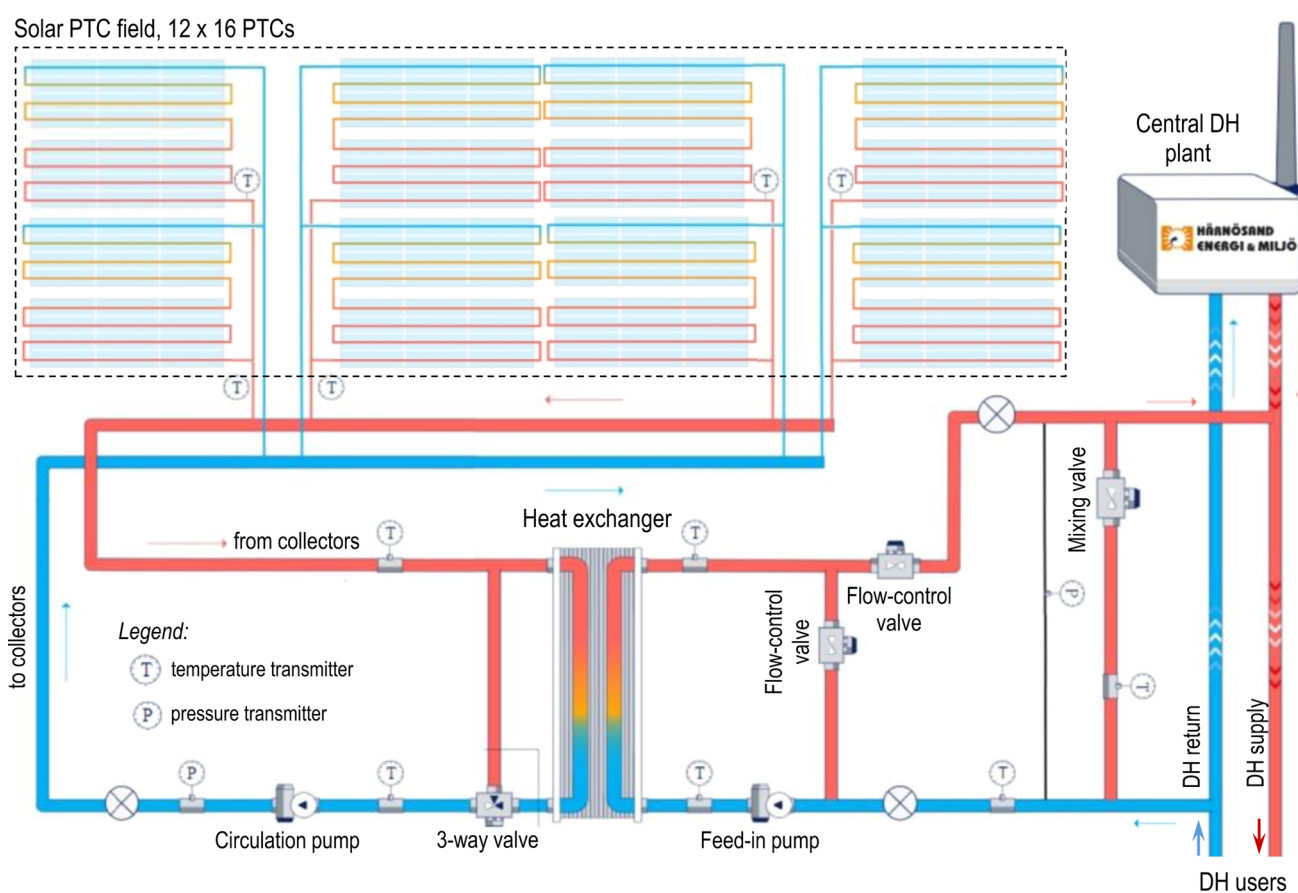 Solar PTC field, 12 x 16 PTCs
Central DH
plant
HÄRNÖSAND
ENERGI & MILJÖ
T
T
T
T
T
Mixing valve
Heat exchanger
from collectors
T
T
Flow-control
valve
Flow-control
valve
P
to collectors
Legend:
T temperature transmitter
P pressure transmitter
T
DH return
DH supply
P
T
T
T
Circulation pump
3-way valve
Feed-in pump
DH users